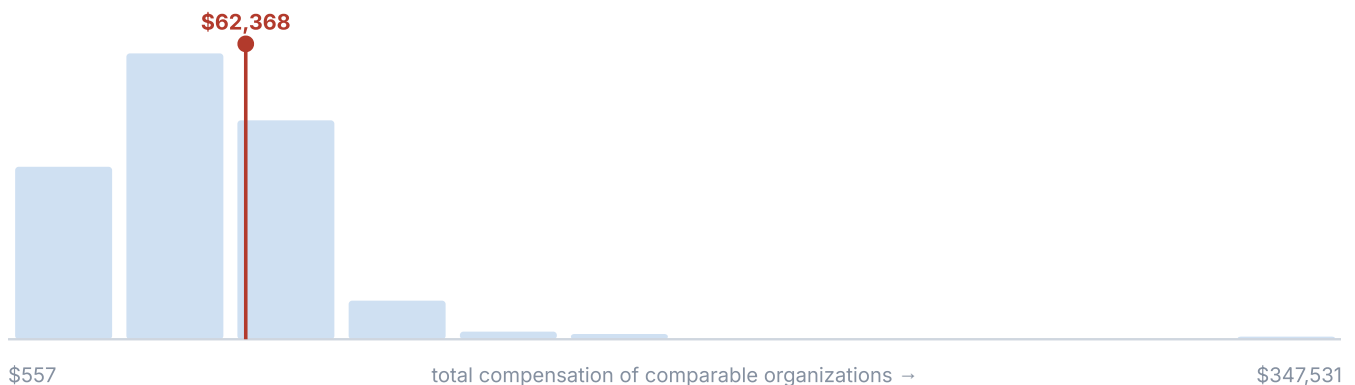 $62,368
$557
total compensation of comparable organizations →
$347,531